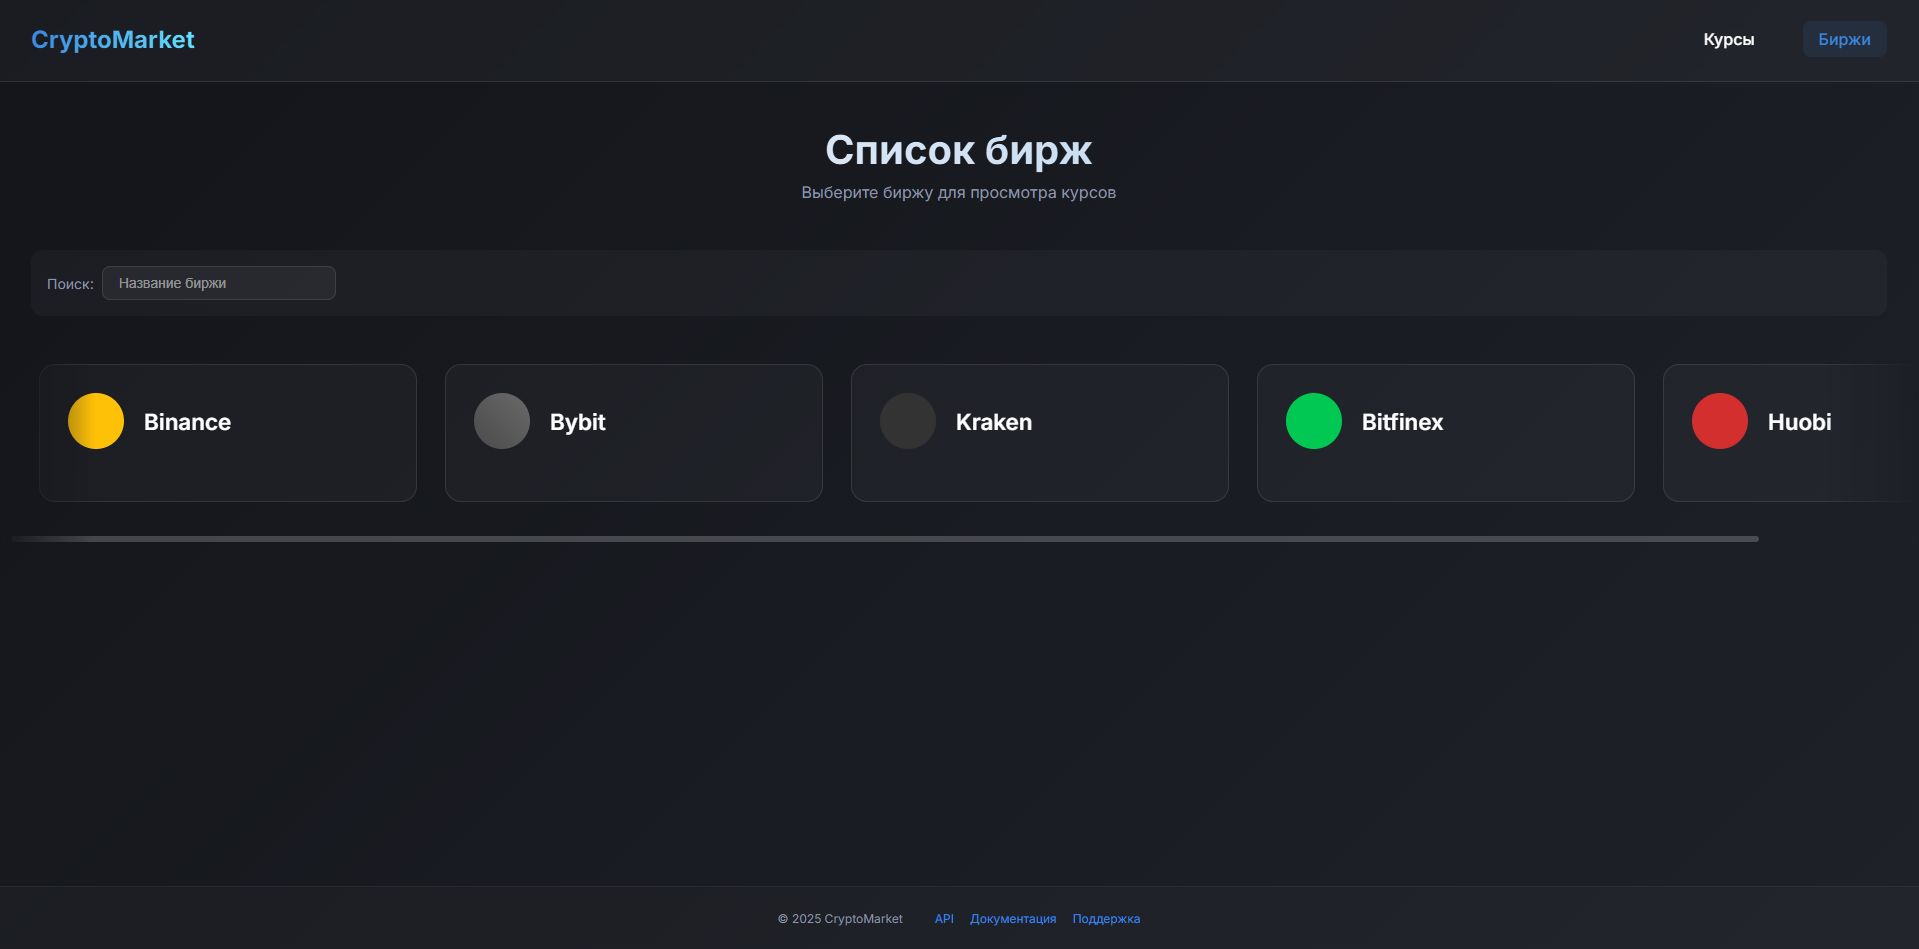 CryptoMarket
Курсы
Биржи
Список бирж
Выберите биржу для просмотра курсов
Поиск:
Название биржи
Binance
Bybit
Kraken
Bitfinex
Huobi
© 2025 CryptoMarket
API
Документация
Поддержка